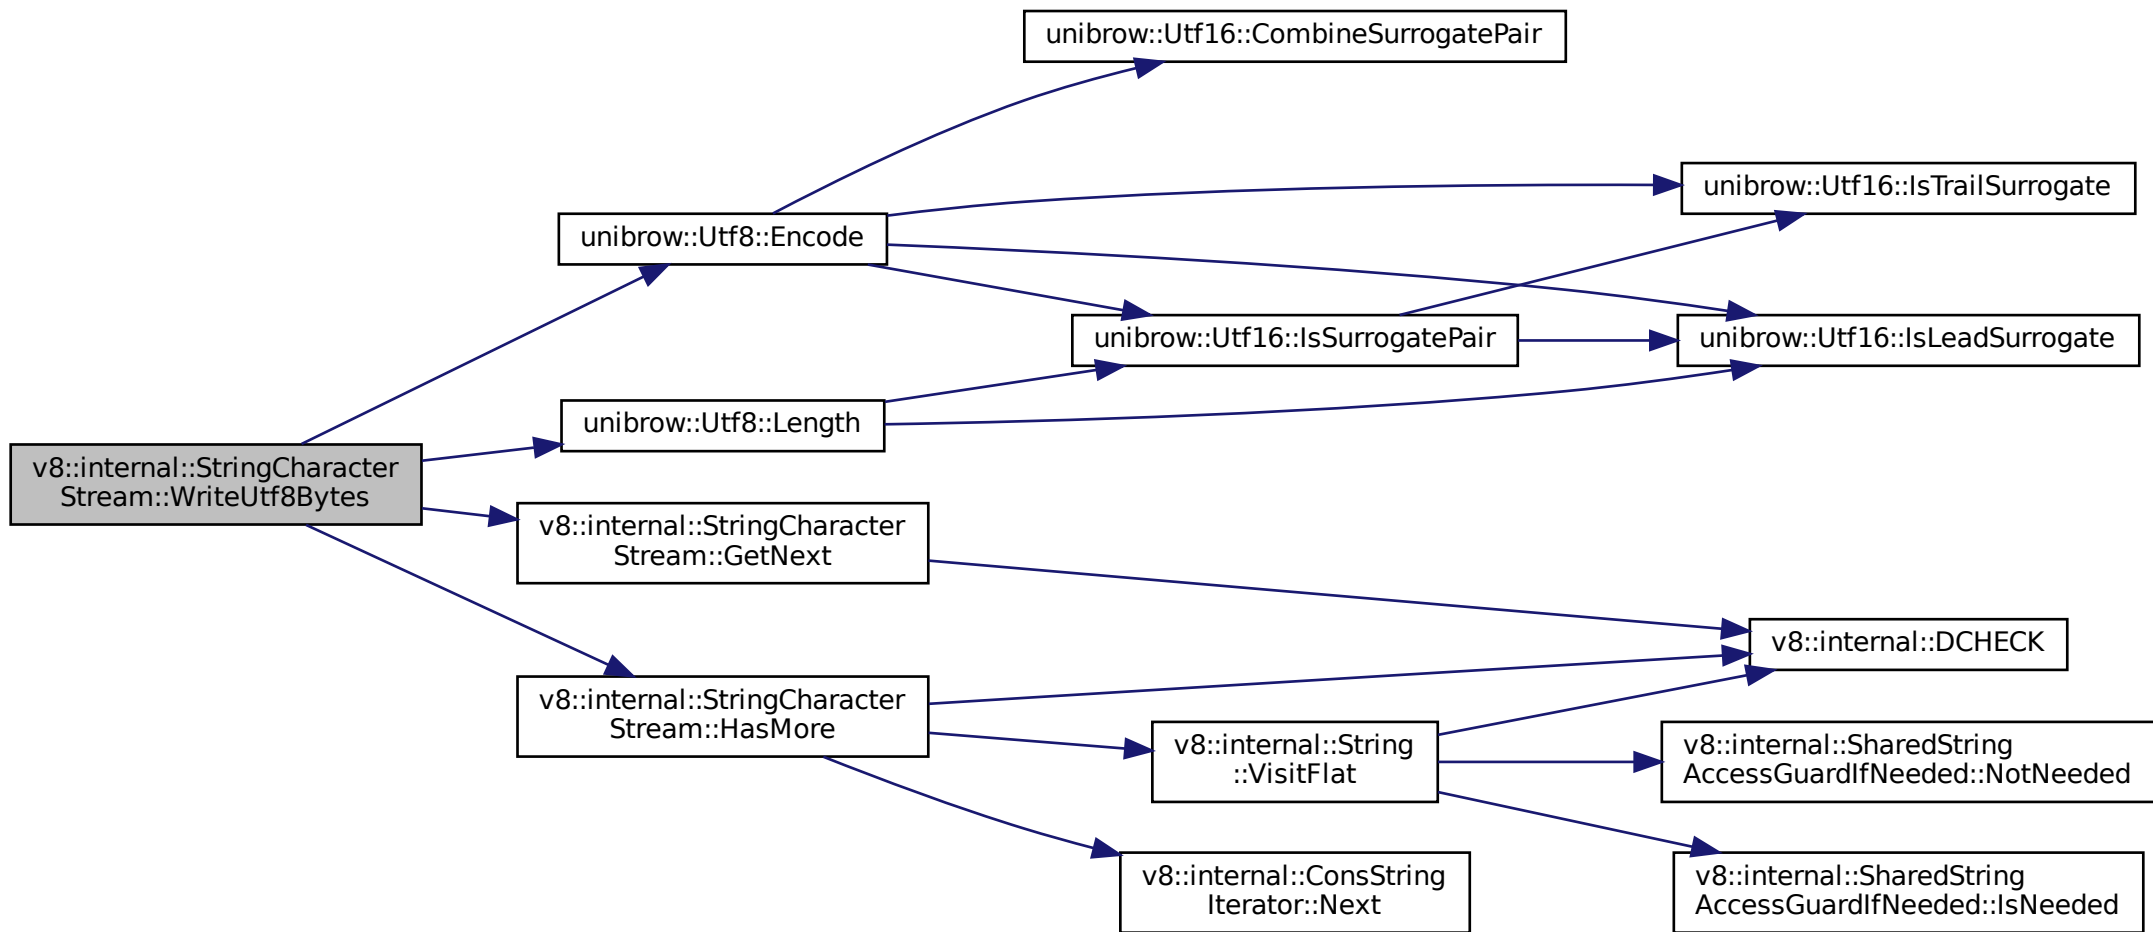 unibrow::Utf16::CombineSurrogatePair
unibrow::Utf16::IsTrailSurrogate
unibrow::Utf8::Encode
unibrow::Utf16::IsSurrogatePair
unibrow::Utf16::IsLeadSurrogate
unibrow::Utf8::Length
v8::internal::StringCharacter
Stream::WriteUtf8Bytes
v8::internal::StringCharacter
Stream::GetNext
v8::internal::DCHECK
v8::internal::StringCharacter
Stream::HasMore
v8::internal::String
::VisitFlat
v8::internal::SharedString
AccessGuardIfNeeded::NotNeeded
v8::internal::ConsString
Iterator::Next
v8::internal::SharedString
AccessGuardIfNeeded::IsNeeded